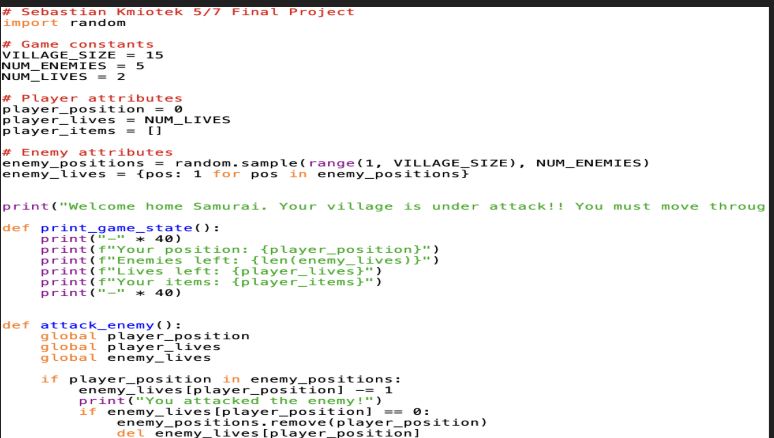 # Sebastian Kmiotek 5/7 Final Project
import random

# Game constants
VILLAGE_SIZE = 15
NUM_ENEMIES = 5
NUM_LIVES = 2

# Player attributes
player_position = 0
player_lives = NUM_LIVES
player_items = []

# Enemy attributes
enemy_positions = random.sample(range(1, VILLAGE_SIZE), NUM_ENEMIES)
enemy_lives = {pos: 1 for pos in enemy_positions}


print("Welcome home Samurai. Your village is under attack!! You must move throug

def print_game_state():
    print("-" * 40)
    print(f"Your position: {player_position}")
    print(f"Enemies left: {len(enemy_lives)}")
    print(f"Lives left: {player_lives}")
    print(f"Your items: {player_items}")
    print("-" * 40)


def attack_enemy():
    global player_position
    global player_lives
    global enemy_lives

    if player_position in enemy_positions:
        enemy_lives[player_position] -= 1
        print("You attacked the enemy!")
        if enemy_lives[player_position] == 0:
            enemy_positions.remove(player_position)
            del enemy_lives[player_position]